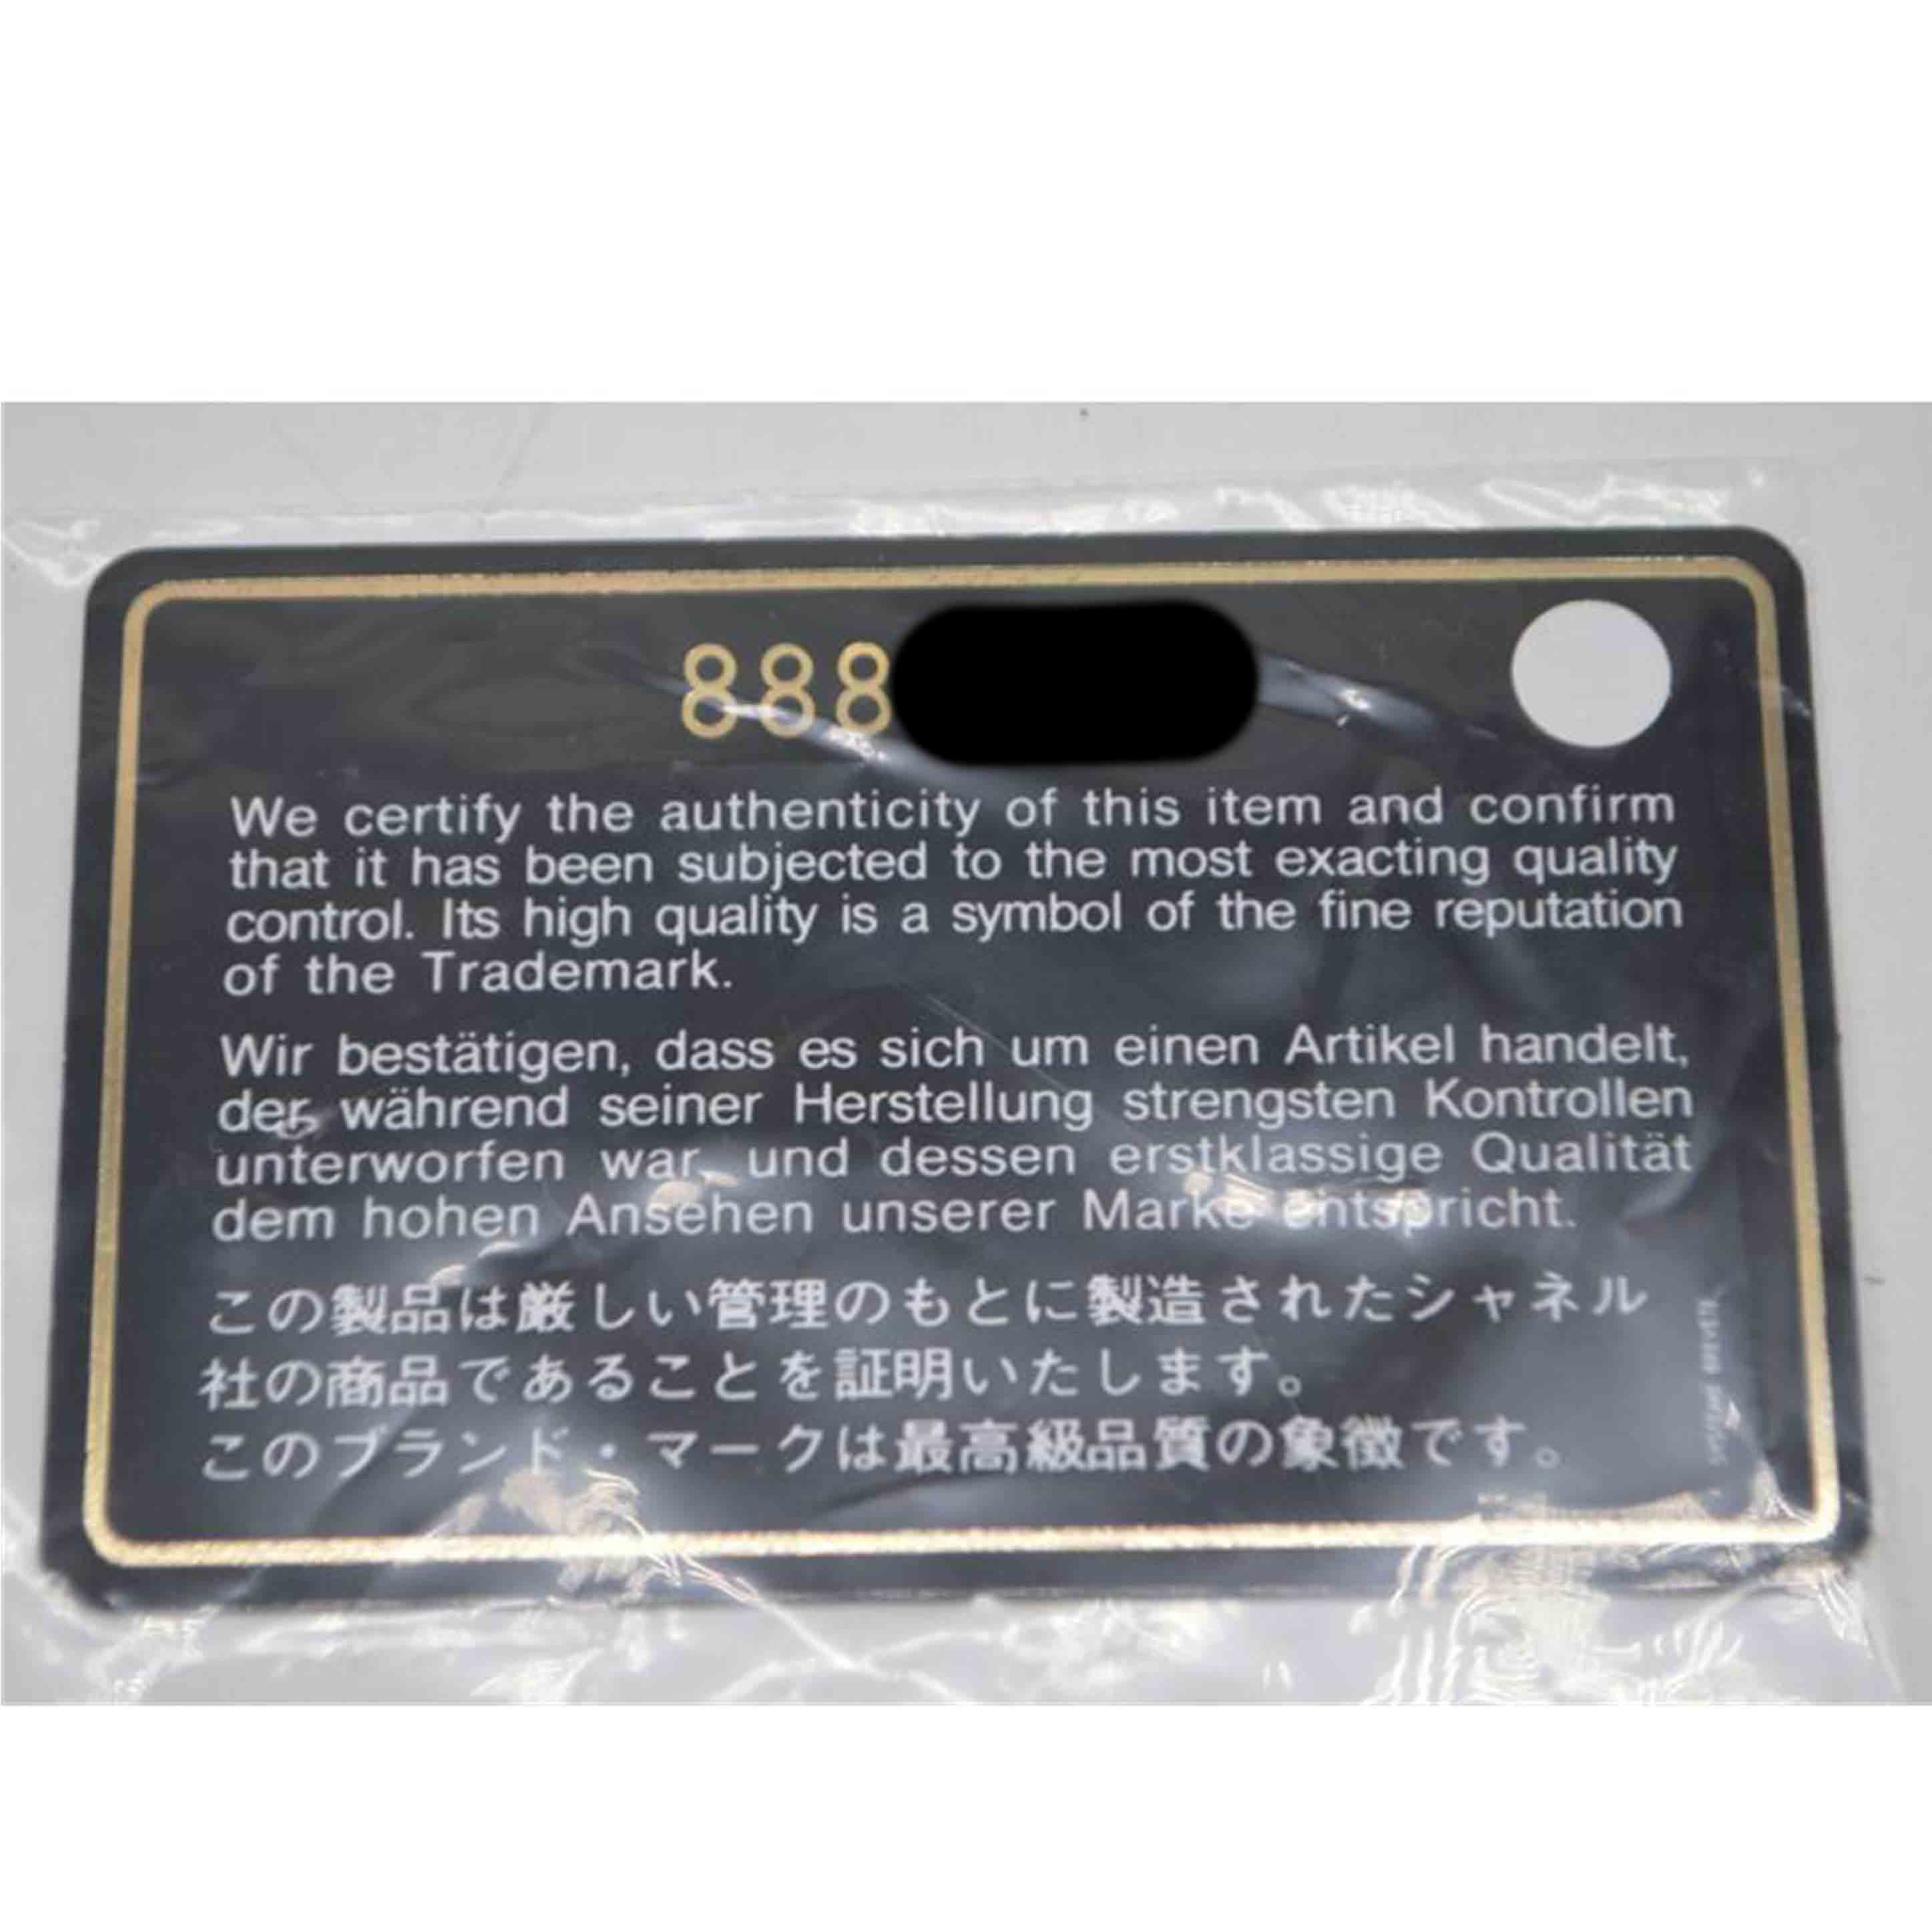 888
We certify the authenticity of this item and confirm
that it has been subjected to the most exacting quality
control. Its high quality is a symbol of the fine reputation
of the Trademark.
Wir bestätigen, dass es sich um einen Artikel handelt,
der während seiner Herstellung strengsten Kontrollen
unterworfen war, und dessen erstklassige Qualität
dem hohen Ansehen unserer Marke entspricht.
この製品は厳しい管理のもとに製造されたシャネル
社の商品であることを証明いたします。
このブランド・マークは最高級品質の象徴です。